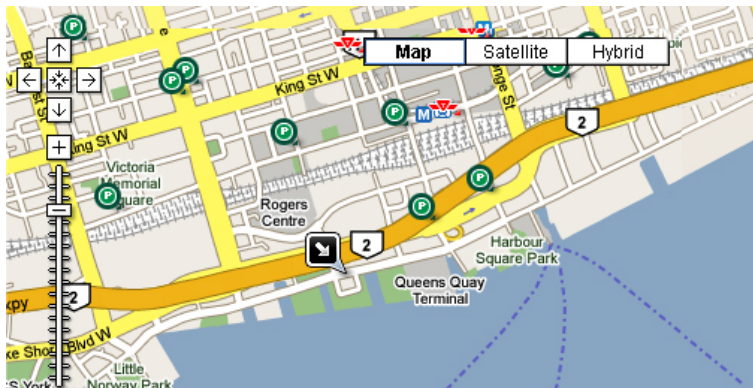 Map
Satellite
Hybrid
King St W
King St W
Victoria
Memorial
Square
M
P
P
P
P
P
P
P
P
P
2
Rogers
Centre
2
Harbour
Square Park
Queens Quay
Terminal
2
xpy
ke Shore Blvd W
Little
Norway Park